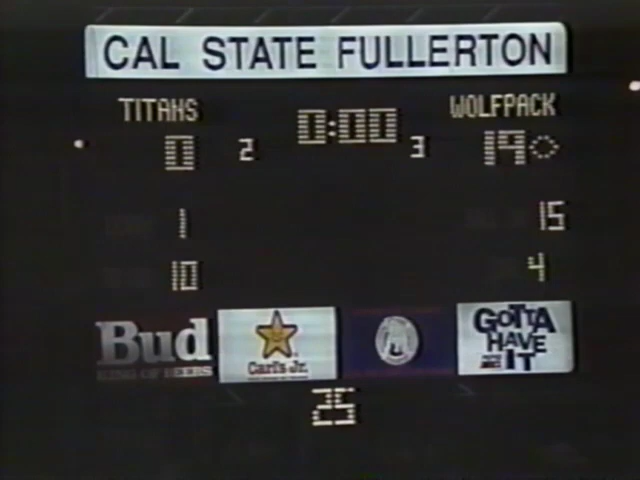 CAL STATE FULLERTON
TITANS 0:00 WOLFPACK
0 2 3 19
1 15
10 4
Bud
KING OF BEERS
Carl's Jr.
GOTTA
HAVE
IT
25